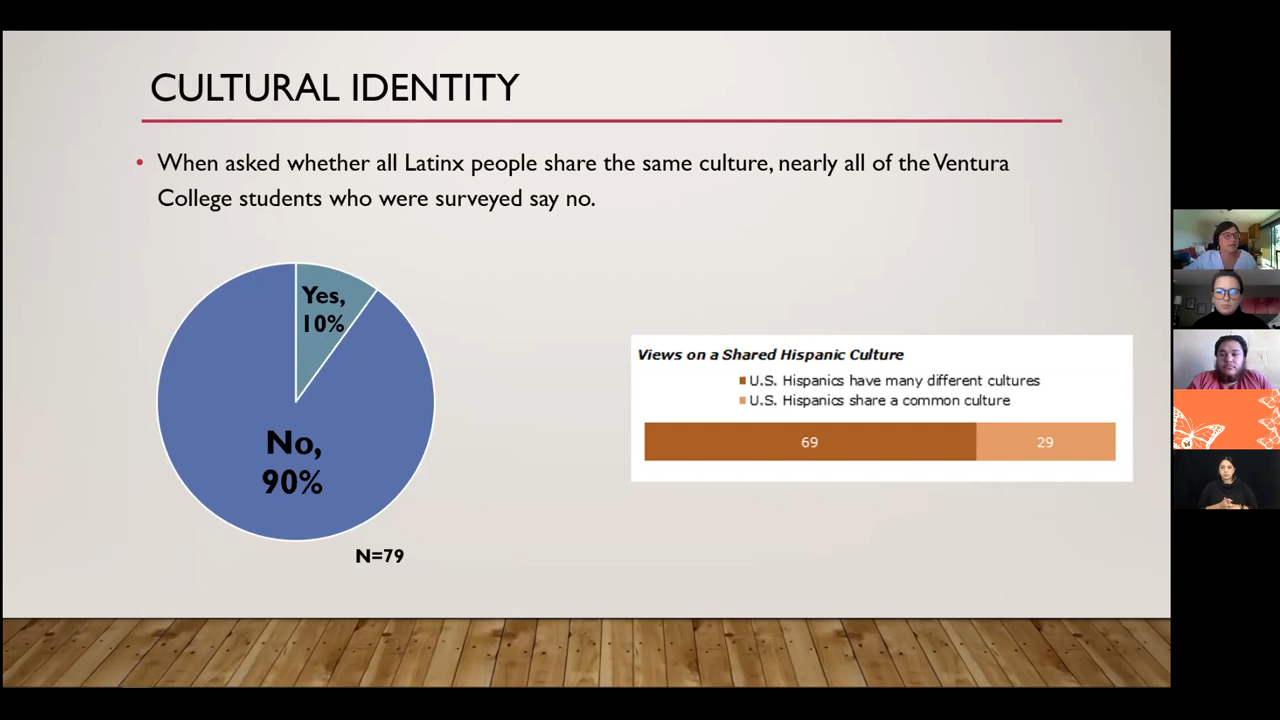 CULTURAL IDENTITY
• When asked whether all Latinx people share the same culture, nearly all of the Ventura
College students who were surveyed say no.
Yes,
10%
No,
90%
N=79
Views on a Shared Hispanic Culture
U.S. Hispanics have many different cultures
U.S. Hispanics share a common culture
69
29